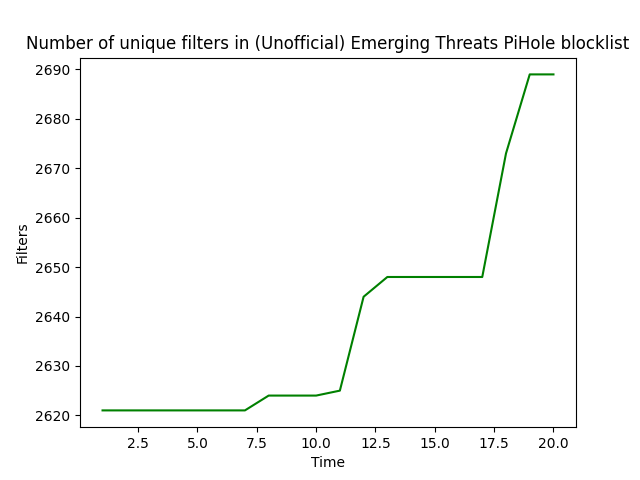 Number of unique filters in (Unofficial) Emerging Threats PiHole blocklist
2690
2680
2670
2660
2650
2640
2630
2620
Filters
2.5 5.0 7.5 10.0 12.5 15.0 17.5 20.0
Time